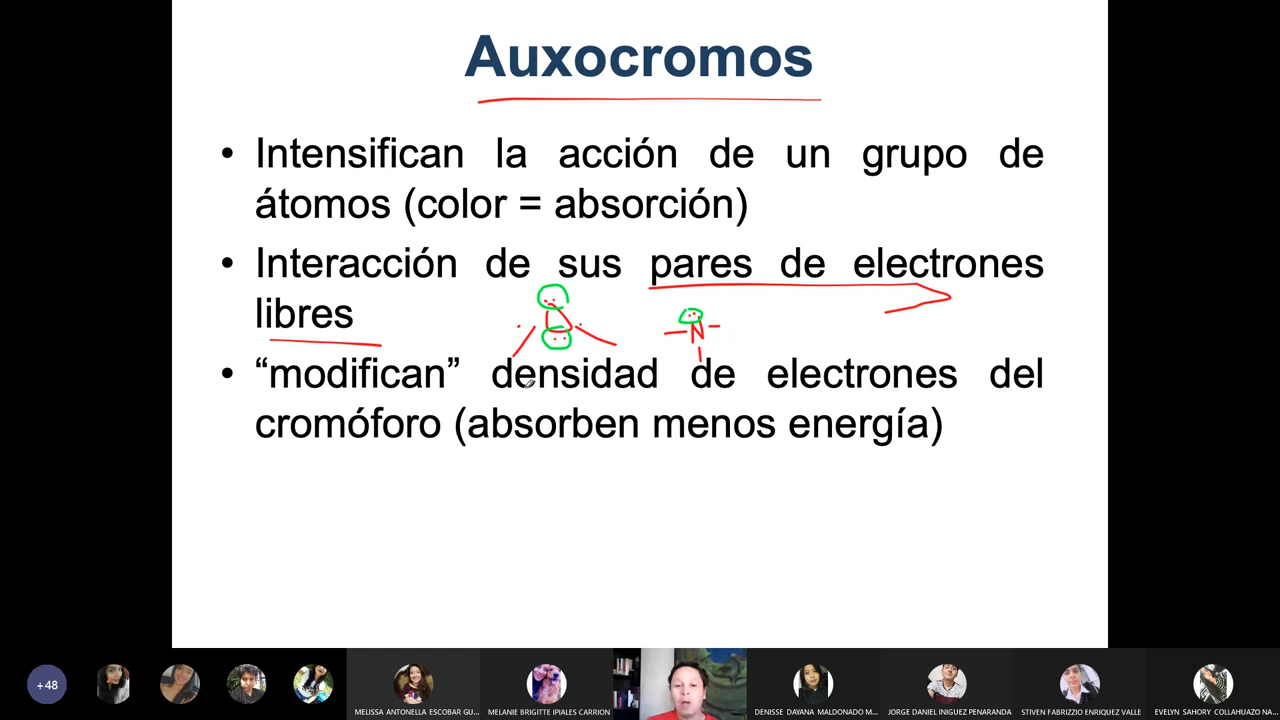 Auxocromos
• Intensifican la acción de un grupo de
átomos (color = absorción)
• Interacción de sus pares de electrones
libres
N
• “modifican” densidad de electrones del
cromóforo (absorben menos energía)
+48
MELISSA ANTONELLA ESCOBAR GU...
MELANIE BRIGITTE IPIALES CARRION
DENISSE DAYANA MALDONADO M...
JORGE DANIEL INIGUEZ PENARANDA
STIVEN FABRIZZIO ENRIQUEZ VALLE
EVELYN SAHORY COLLAHUAZO NA...